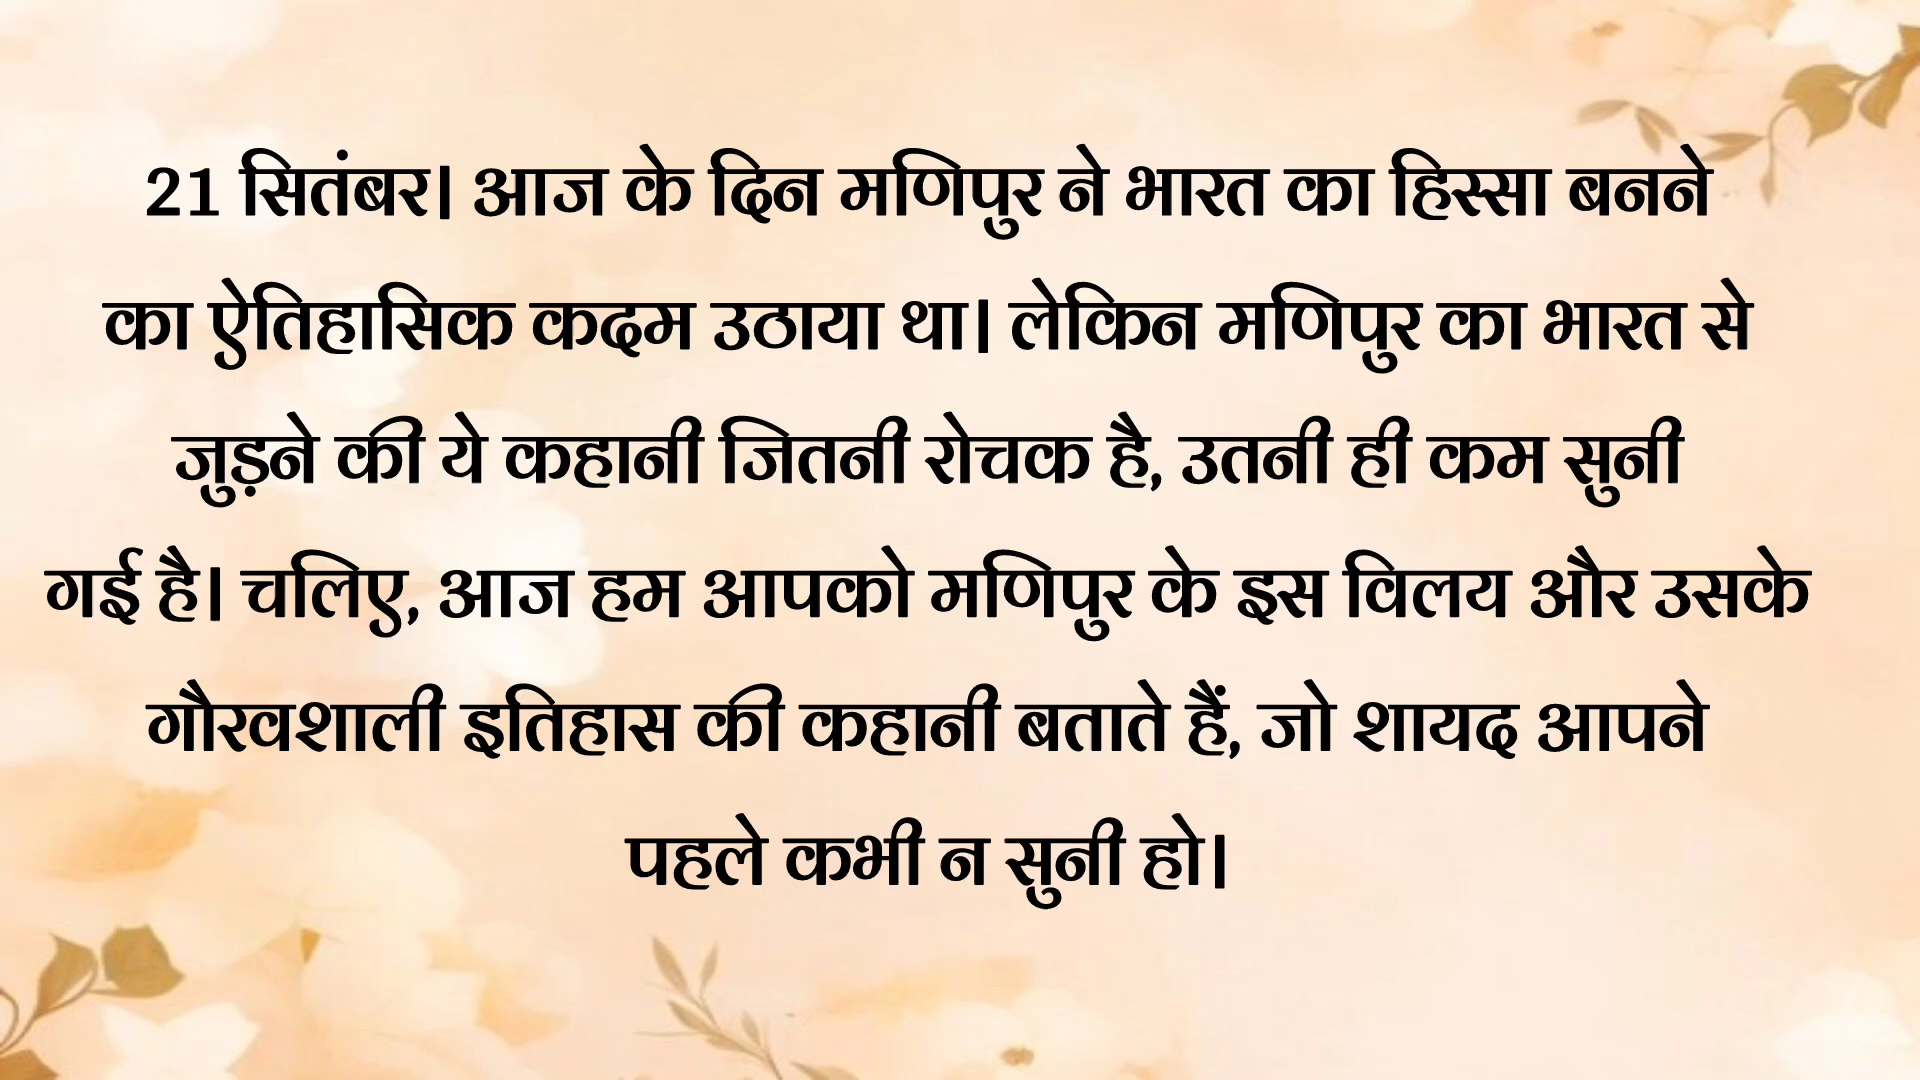 21 सितंबर। आज के दिन मणिपुर ने भारत का हिस्सा बनने
का ऐतिहासिक कदम उठाया था। लेकिन मणिपुर का भारत से
जुड़ने की ये कहानी जितनी रोचक है, उतनी ही कम सुनी
गई है। चलिए, आज हम आपको मणिपुर के इस विलय और उसके
गौरवशाली इतिहास की कहानी बताते हैं, जो शायद आपने
पहले कभी न सुनी हो।